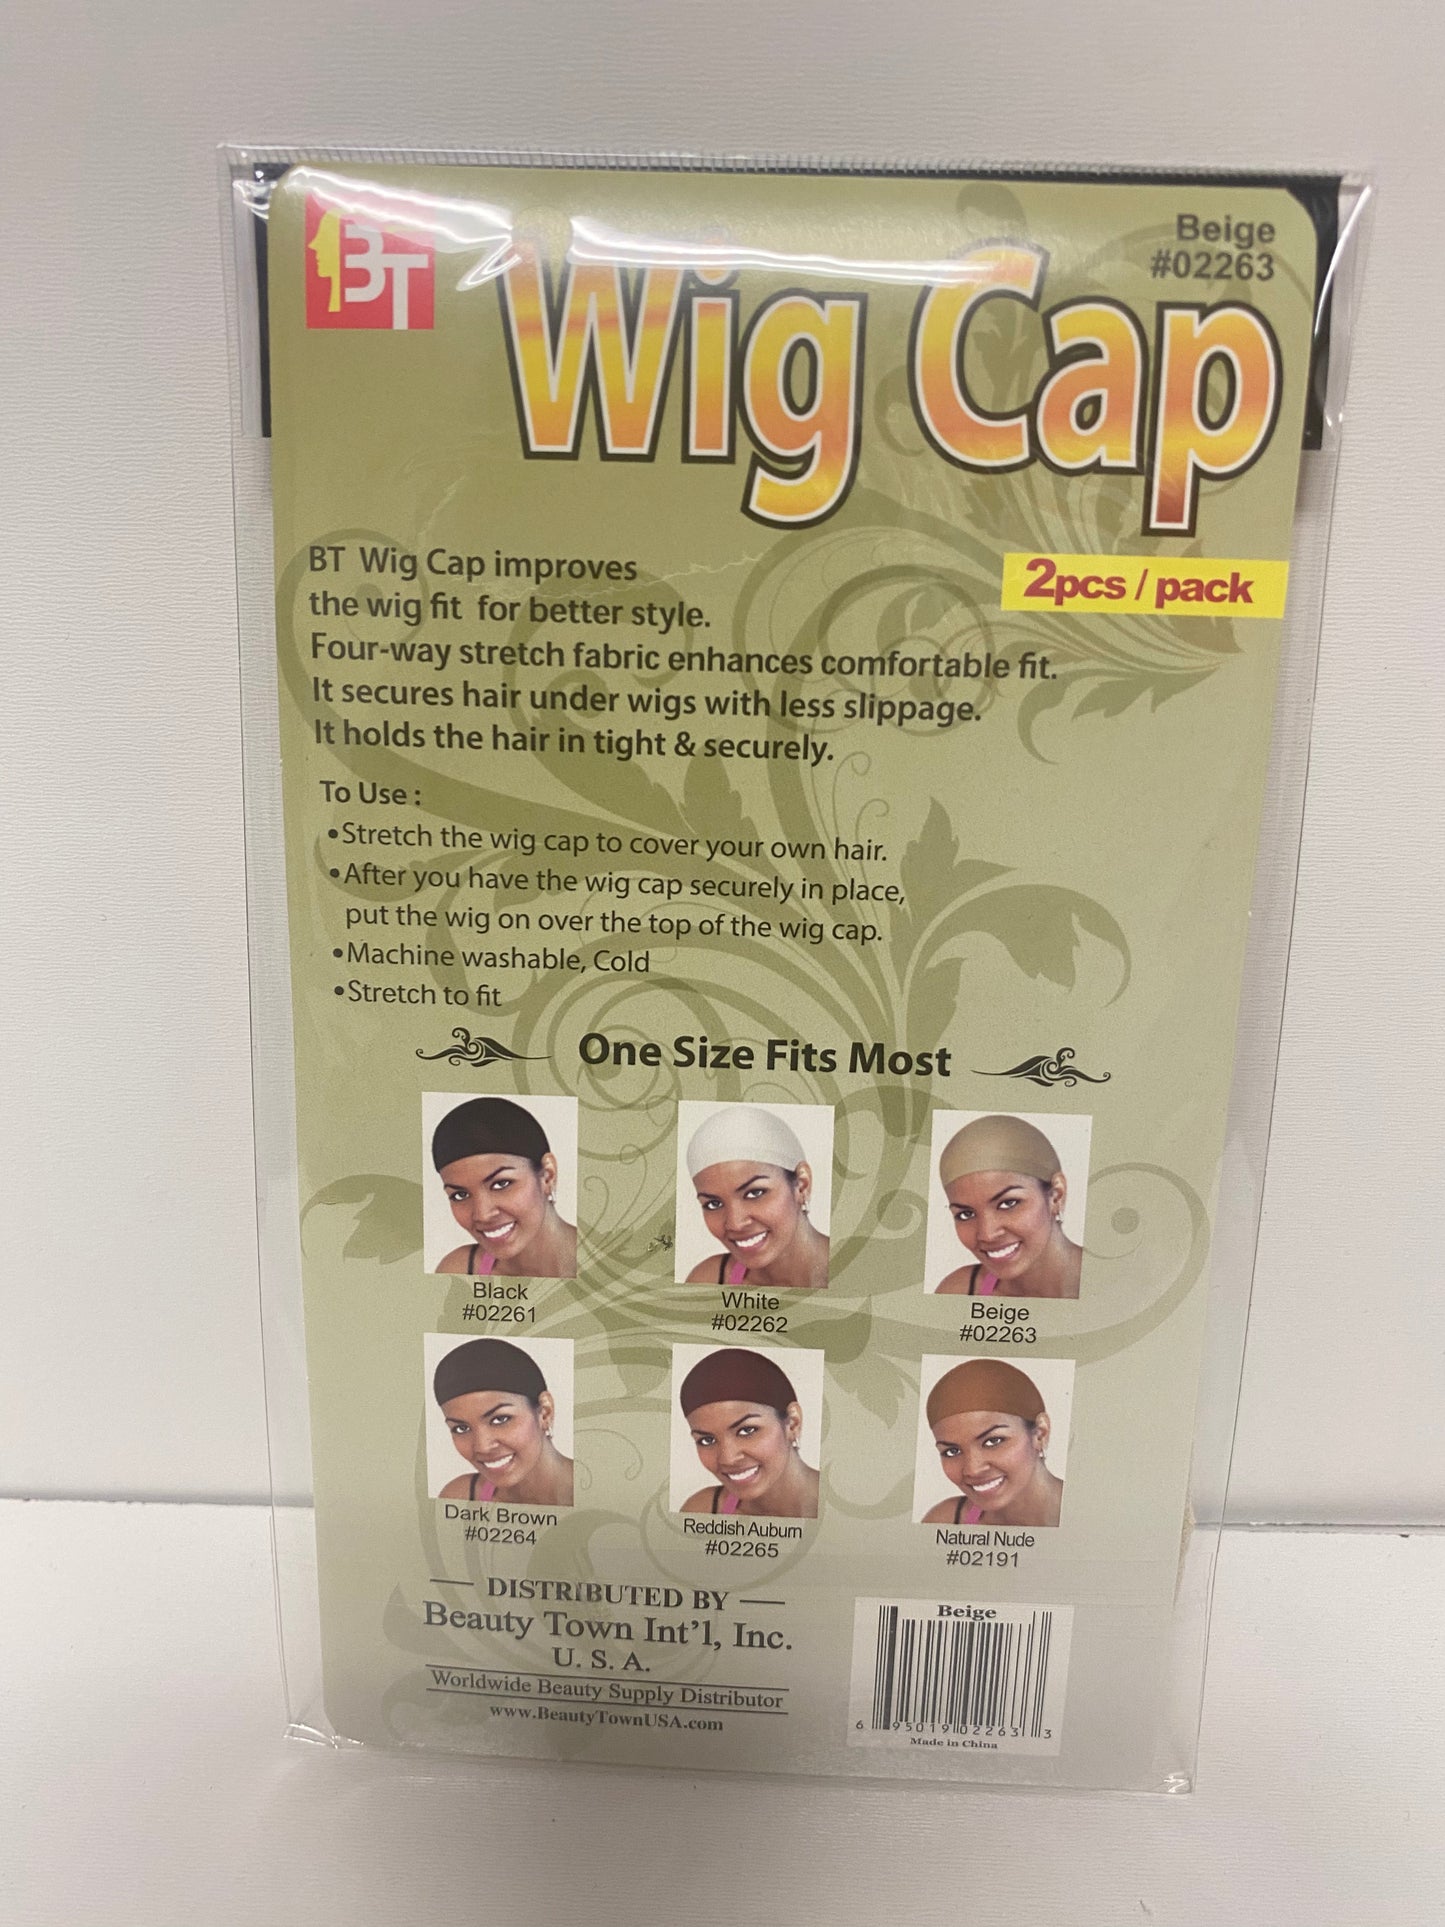 BT
Wig Cap
Beige
#02263
2pcs / pack
BT Wig Cap improves
the wig fit for better style.
Four-way stretch fabric enhances comfortable fit.
It secures hair under wigs with less slippage.
It holds the hair in tight & securely.
To Use :
•Stretch the wig cap to cover your own hair.
•After you have the wig cap securely in place,
put the wig on over the top of the wig cap.
•Machine washable, Cold
•Stretch to fit
One Size Fits Most
Black
#02261
White
#02262
Beige
#02263
Dark Brown
#02264
Reddish Auburn
#02265
Natural Nude
#02191
DISTRIBUTED BY
Beauty Town Int'l, Inc.
U. S. A.
Worldwide Beauty Supply Distributor
www.BeautyTownUSA.com
Beige
6 95019 02263 3
Made in China